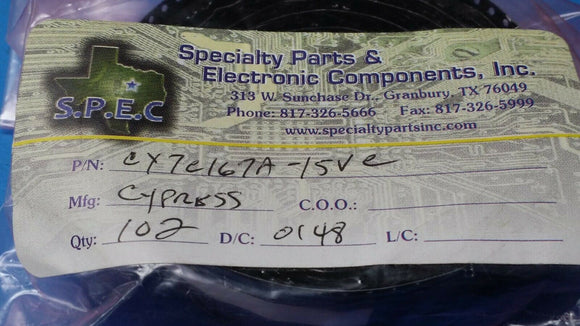 Specialty Parts &
Electronic Components, Inc.
S.P.E.C
313 W. Sunchase Dr., Granbury, TX 76049
Phone: 817-326-5666 Fax: 817-326-5999
www.specialtypartsinc.com
P/N: CY7C167A-15VC
Mfg: CYPRESS C.O.O.:
Qty: 102 D/C: 0148 L/C: